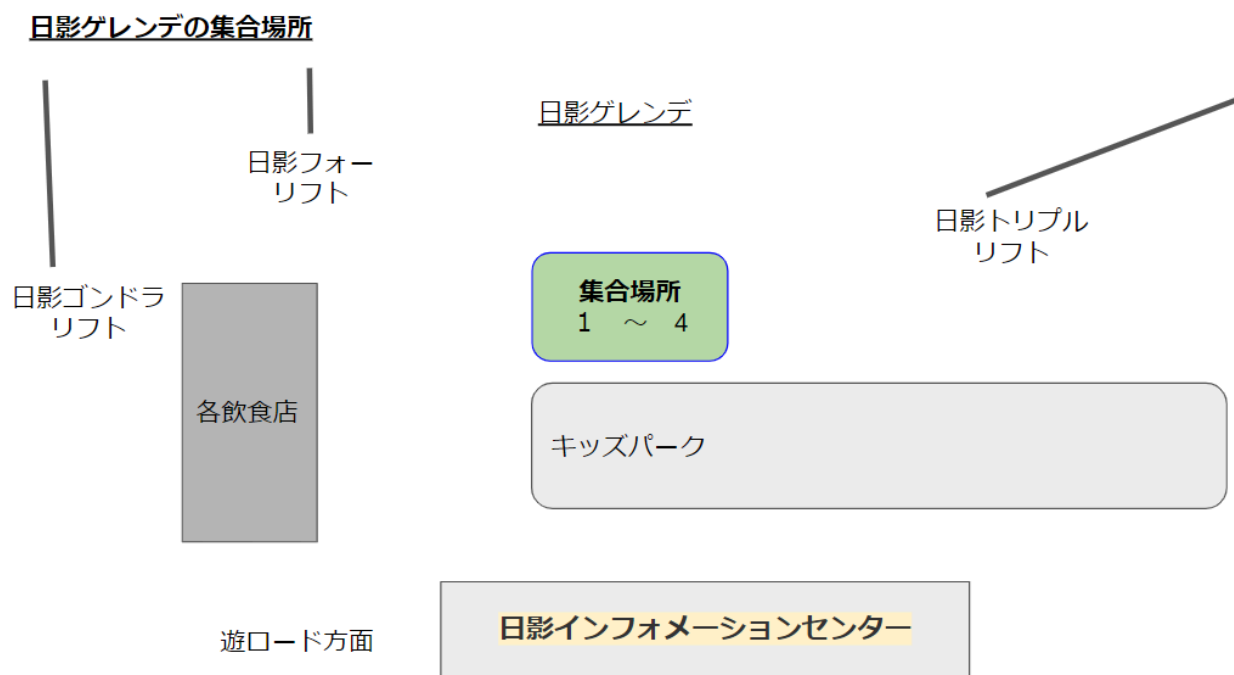 日影ゲレンデの集合場所
日影ゲレンデ
日影フォー
リフト
日影トリプル
リフト
日影ゴンドラ
リフト
集合場所
1 ～ 4
各飲食店
キッズパーク
日影インフォメーションセンター
遊ロード方面